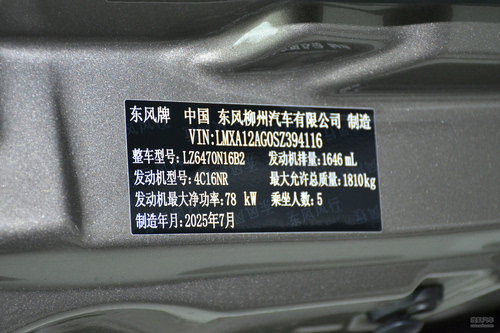 东风牌 中国 东风柳州汽车有限公司 制造
VIN:LMXA12AG0SZ394116
整车型号:LZ6470N16B2 发动机排量:1646 mL
发动机型号:4C16NR 最大允许总质量:1810kg
发动机最大净功率:78 kW 乘坐人数:5
制造年月:2025年7月